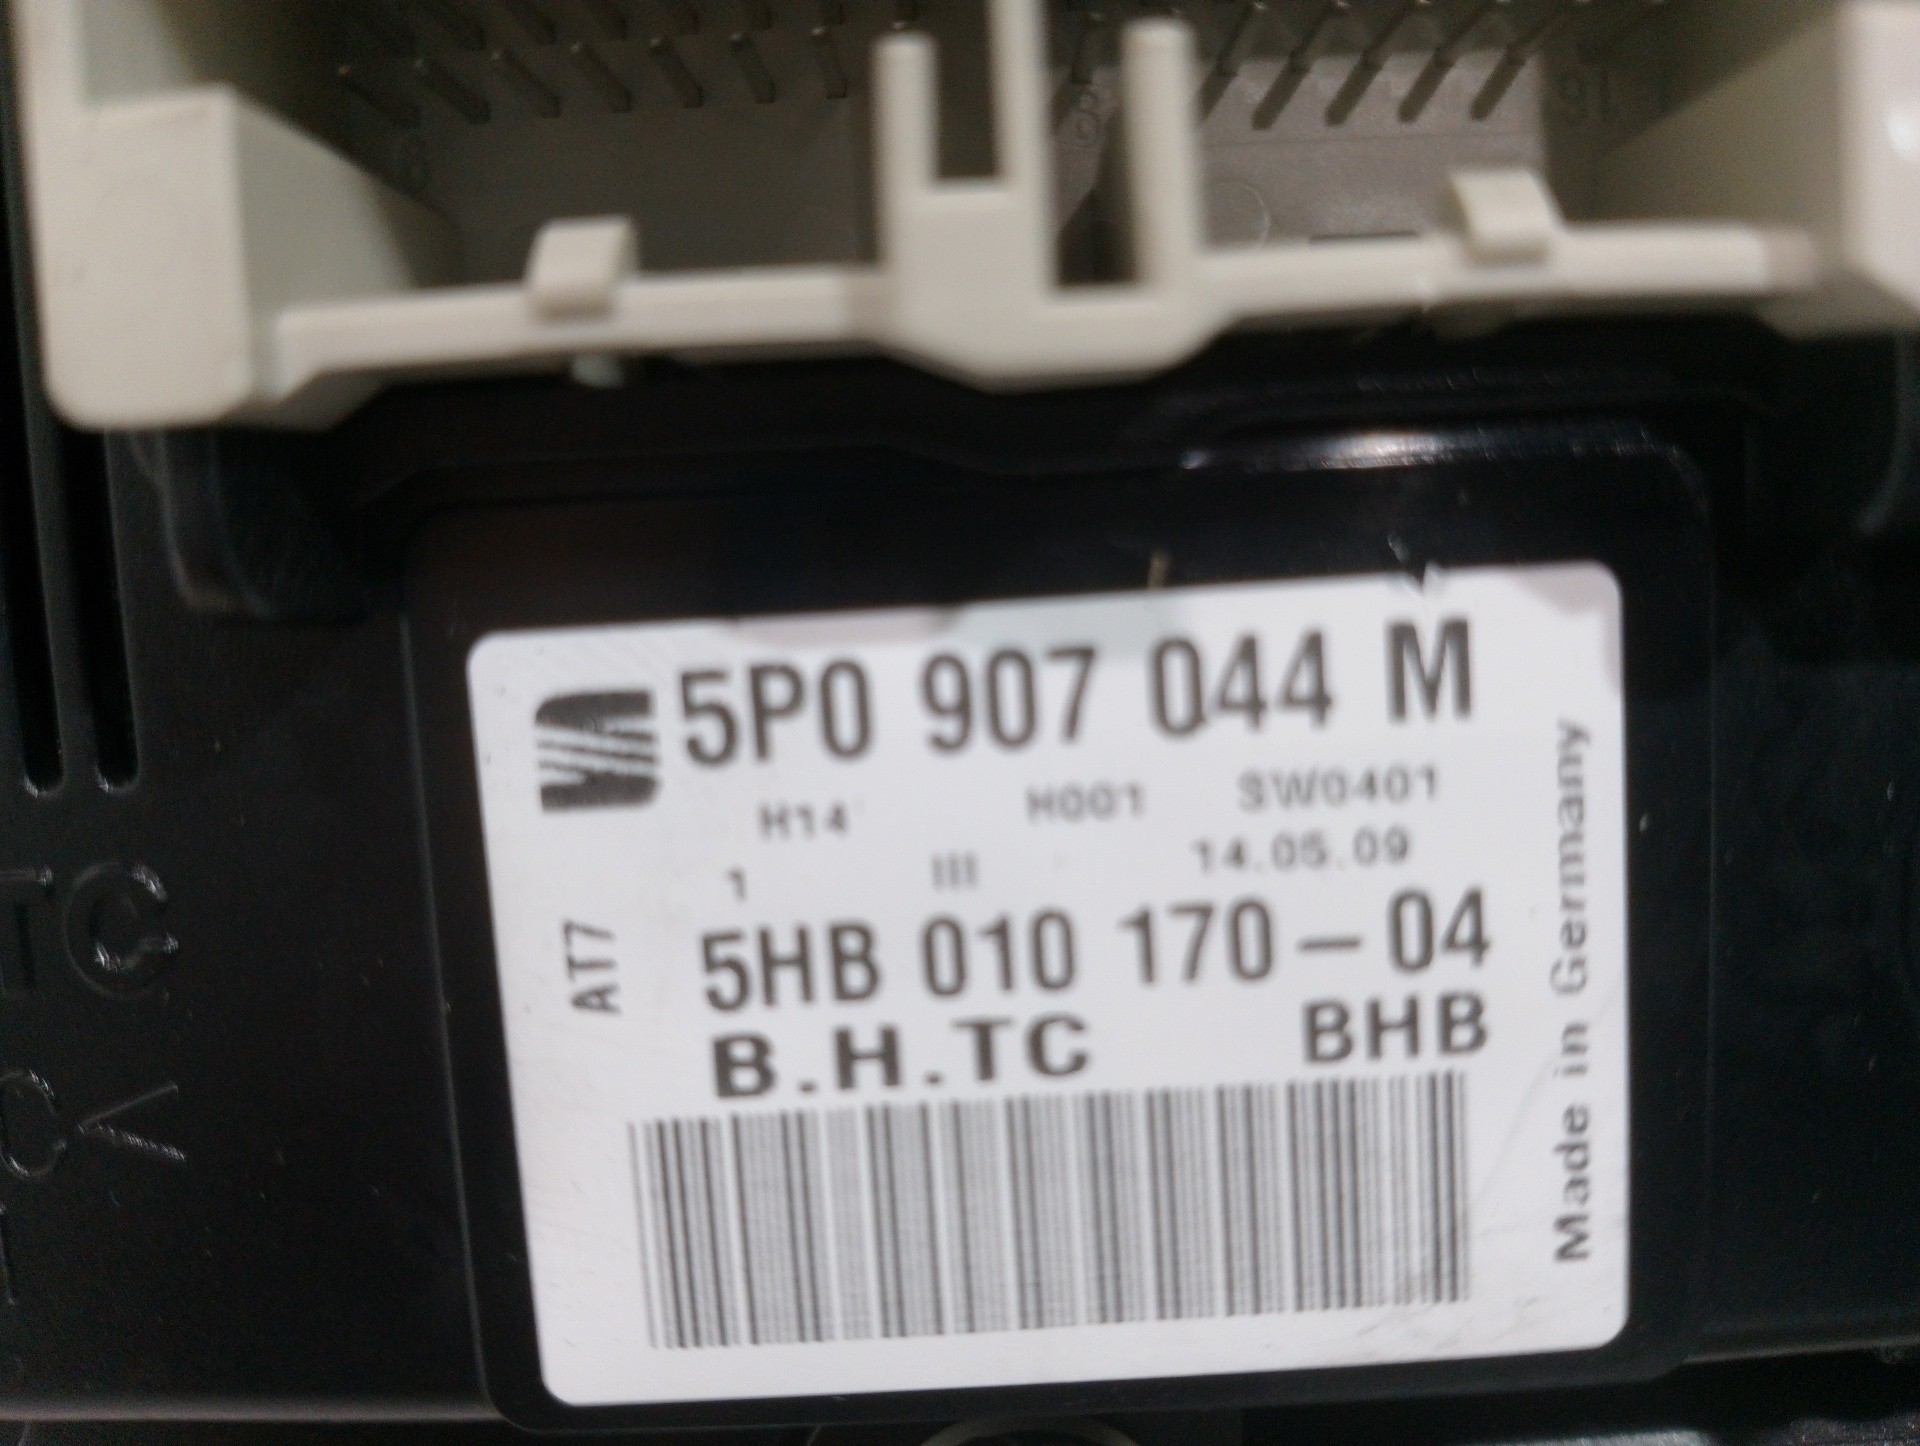 5P0 907 044 M
H14 H001 SW0401
1 III 14.05.09
5HB 010 170-04
B.H.TC BHB
AT7
Made in Germany
16